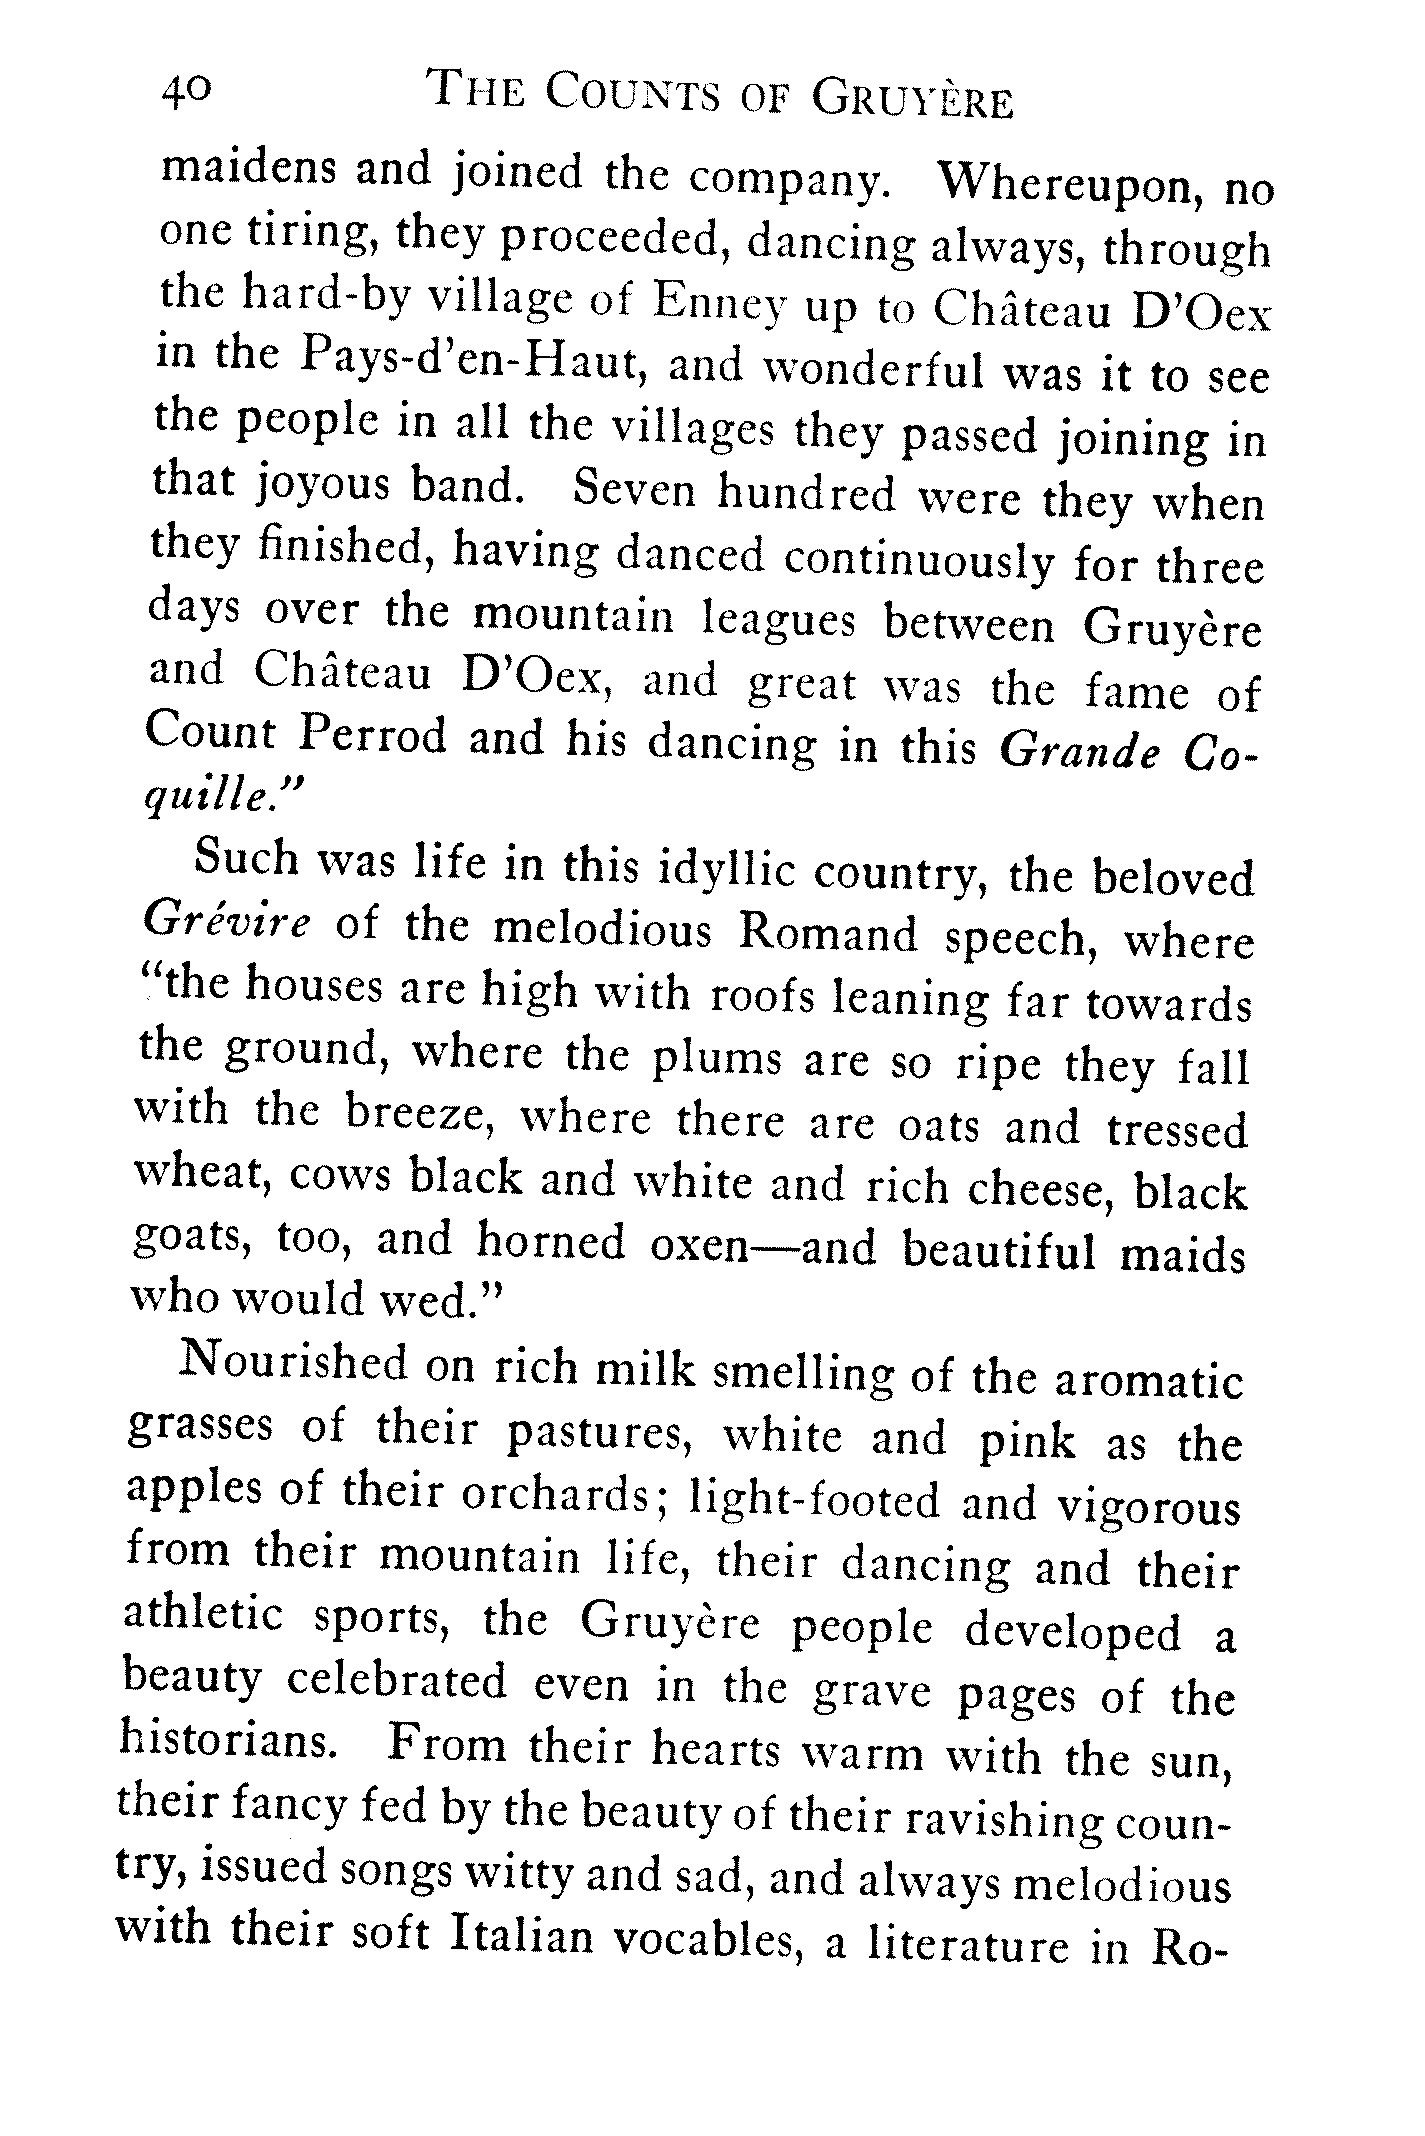 40 THE COUNTS OF GRUYÈRE
maidens and joined the company. Whereupon, no
one tiring, they proceeded, dancing always, through
the hard-by village of Enney up to Château D'Oex
in the Pays-d'en-Haut, and wonderful was it to see
the people in all the villages they passed joining in
that joyous band. Seven hundred were they when
they finished, having danced continuously for three
days over the mountain leagues between Gruyère
and Château D'Oex, and great was the fame of
Count Perrod and his dancing in this Grande Co-
quille."
Such was life in this idyllic country, the beloved
Grévire of the melodious Romand speech, where
"the houses are high with roofs leaning far towards
the ground, where the plums are so ripe they fall
with the breeze, where there are oats and tressed
wheat, cows black and white and rich cheese, black
goats, too, and horned oxen—and beautiful maids
who would wed."
Nourished on rich milk smelling of the aromatic
grasses of their pastures, white and pink as the
apples of their orchards; light-footed and vigorous
from their mountain life, their dancing and their
athletic sports, the Gruyère people developed a
beauty celebrated even in the grave pages of the
historians. From their hearts warm with the sun,
their fancy fed by the beauty of their ravishing coun-
try, issued songs witty and sad, and always melodious
with their soft Italian vocables, a literature in Ro-